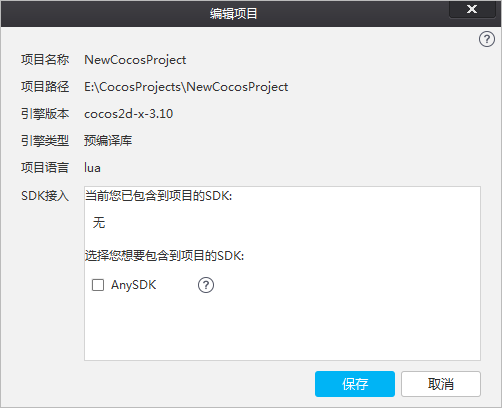 编辑项目
项目名称 NewCocosProject
项目路径 E:\CocosProjects\NewCocosProject
引擎版本 cocos2d-x-3.10
引擎类型 预编译库
项目语言 lua
SDK接入 当前您已包含到项目的SDK:
无
选择您想要包含到项目的SDK:
AnySDK ?
保存 取消